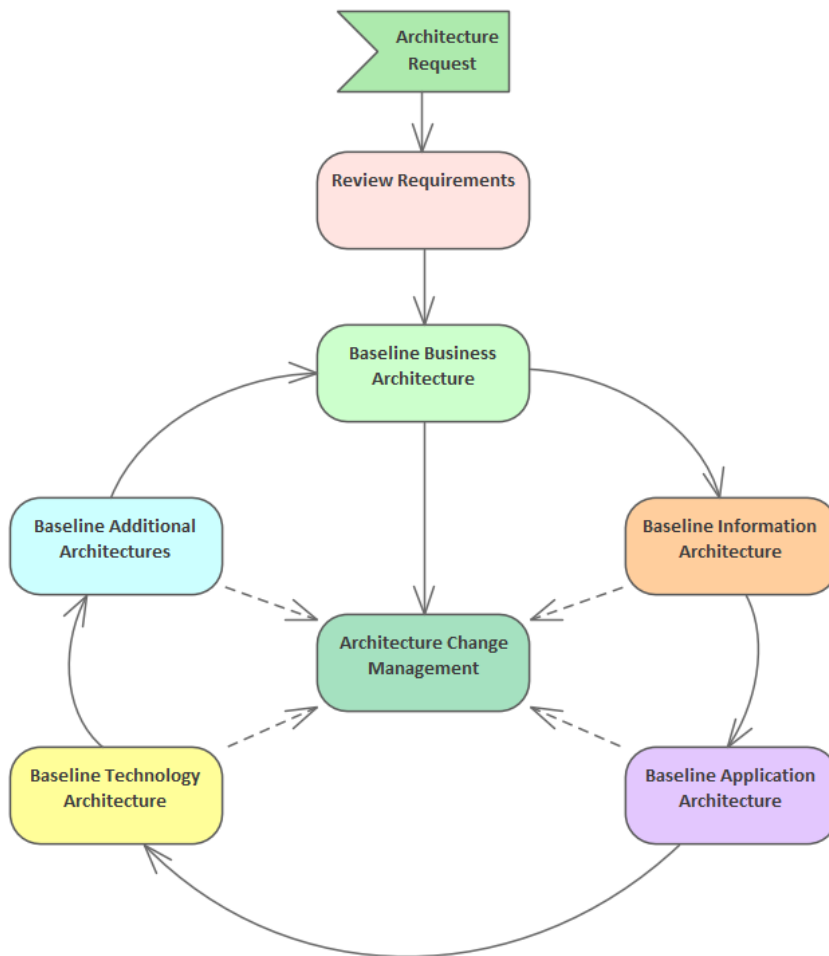 Architecture
Request
Review Requirements
Baseline Business
Architecture
Baseline Additional
Architectures
Baseline Information
Architecture
Architecture Change
Management
Baseline Technology
Architecture
Baseline Application
Architecture